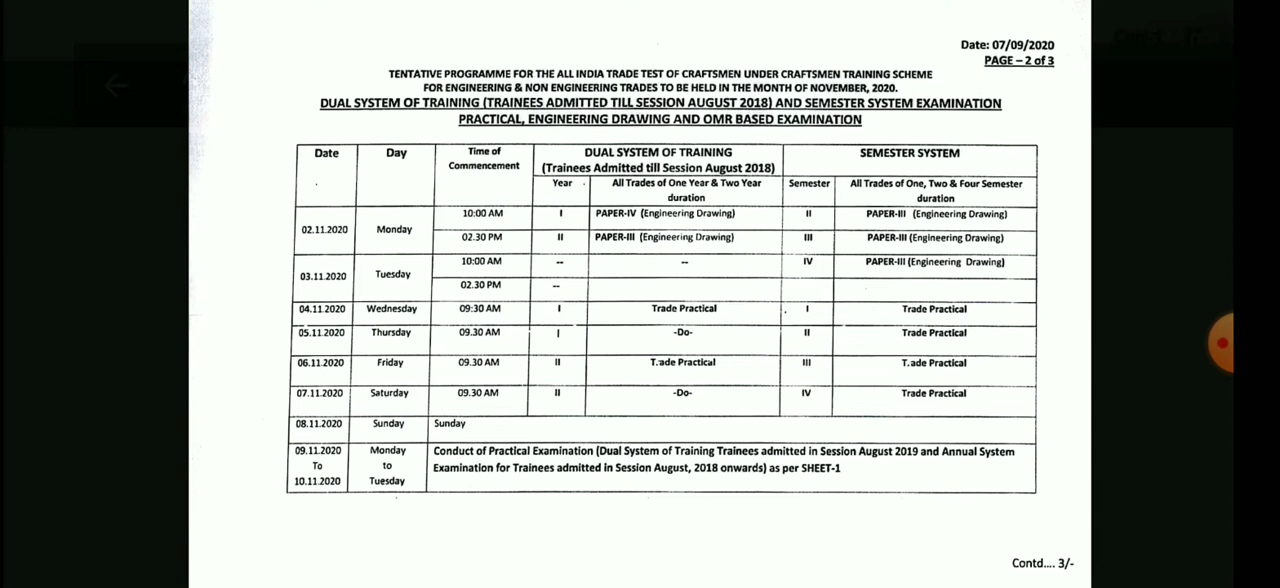 Date: 07/09/2020
PAGE – 2 of 3
TENTATIVE PROGRAMME FOR THE ALL INDIA TRADE TEST OF CRAFTSMEN UNDER CRAFTSMEN TRAINING SCHEME
FOR ENGINEERING & NON ENGINEERING TRADES TO BE HELD IN THE MONTH OF NOVEMBER, 2020.
DUAL SYSTEM OF TRAINING (TRAINEES ADMITTED TILL SESSION AUGUST 2018) AND SEMESTER SYSTEM EXAMINATION
PRACTICAL, ENGINEERING DRAWING AND OMR BASED EXAMINATION
Date Day Time of Commencement DUAL SYSTEM OF TRAINING (Trainees Admitted till Session August 2018) SEMESTER SYSTEM
Year All Trades of One Year & Two Year duration Semester All Trades of One, Two & Four Semester duration
02.11.2020 Monday 10:00 AM I PAPER-IV (Engineering Drawing) II PAPER-III (Engineering Drawing)
02.30 PM II PAPER-III (Engineering Drawing) III PAPER-III (Engineering Drawing)
03.11.2020 Tuesday 10:00 AM -- -- IV PAPER-III (Engineering Drawing)
02.30 PM --
04.11.2020 Wednesday 09:30 AM I Trade Practical I Trade Practical
05.11.2020 Thursday 09.30 AM I -Do- II Trade Practical
06.11.2020 Friday 09.30 AM II T.ade Practical III T.ade Practical
07.11.2020 Saturday 09.30 AM II -Do- IV Trade Practical
08.11.2020 Sunday Sunday
09.11.2020 To 10.11.2020 Monday to Tuesday Conduct of Practical Examination (Dual System of Training Trainees admitted in Session August 2019 and Annual System
Examination for Trainees admitted in Session August, 2018 onwards) as per SHEET-1
Contd.... 3/-